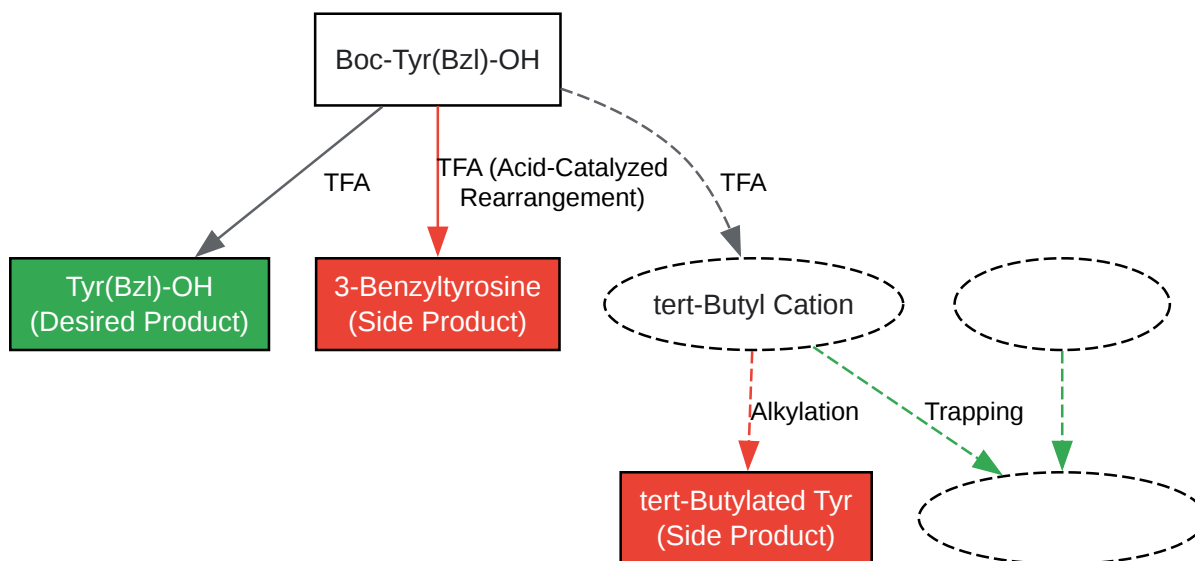 Boc-Tyr(Bzl)-OH
TFA
TFA (Acid-Catalyzed
Rearrangement)
TFA
Tyr(Bzl)-OH
(Desired Product)
3-Benzyltyrosine
(Side Product)
tert-Butyl Cation
Alkylation
Trapping
tert-Butylated Tyr
(Side Product)